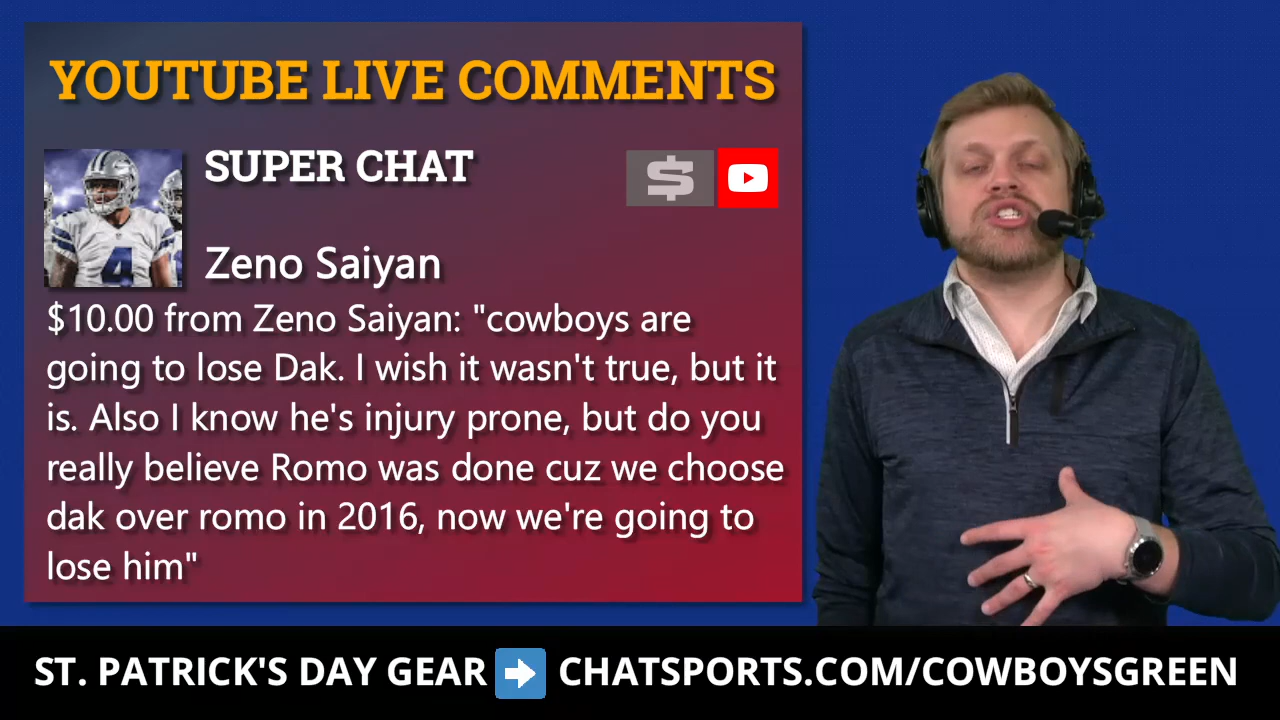 YOUTUBE LIVE COMMENTS
SUPER CHAT
$
4
Zeno Saiyan
$10.00 from Zeno Saiyan: "cowboys are
going to lose Dak. I wish it wasn't true, but it
is. Also I know he's injury prone, but do you
really believe Romo was done cuz we choose
dak over romo in 2016, now we're going to
lose him"
ST. PATRICK'S DAY GEAR ➡ CHATSPORTS.COM/COWBOYSGREEN